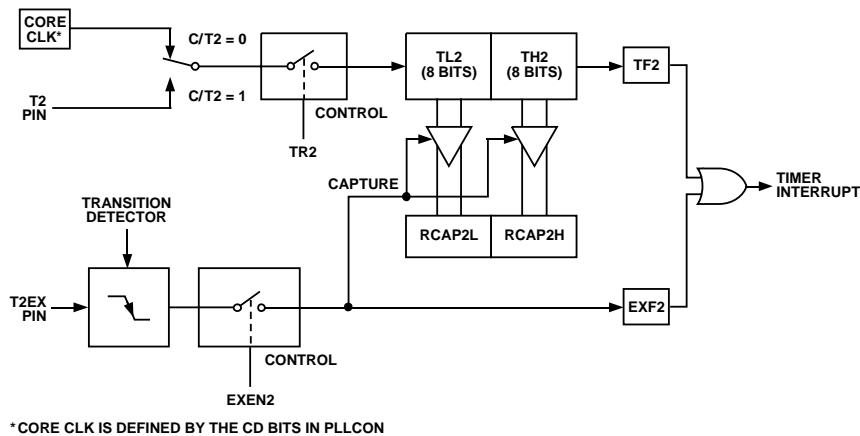 CORE
CLK*
C/T2 = 0
T2
PIN
C/T2 = 1
CONTROL
TR2
TL2
(8 BITS)
TH2
(8 BITS)
TF2
CAPTURE
RCAP2L
RCAP2H
TIMER
INTERRUPT
TRANSITION
DETECTOR
T2EX
PIN
CONTROL
EXEN2
EXF2
*CORE CLK IS DEFINED BY THE CD BITS IN PLLCON